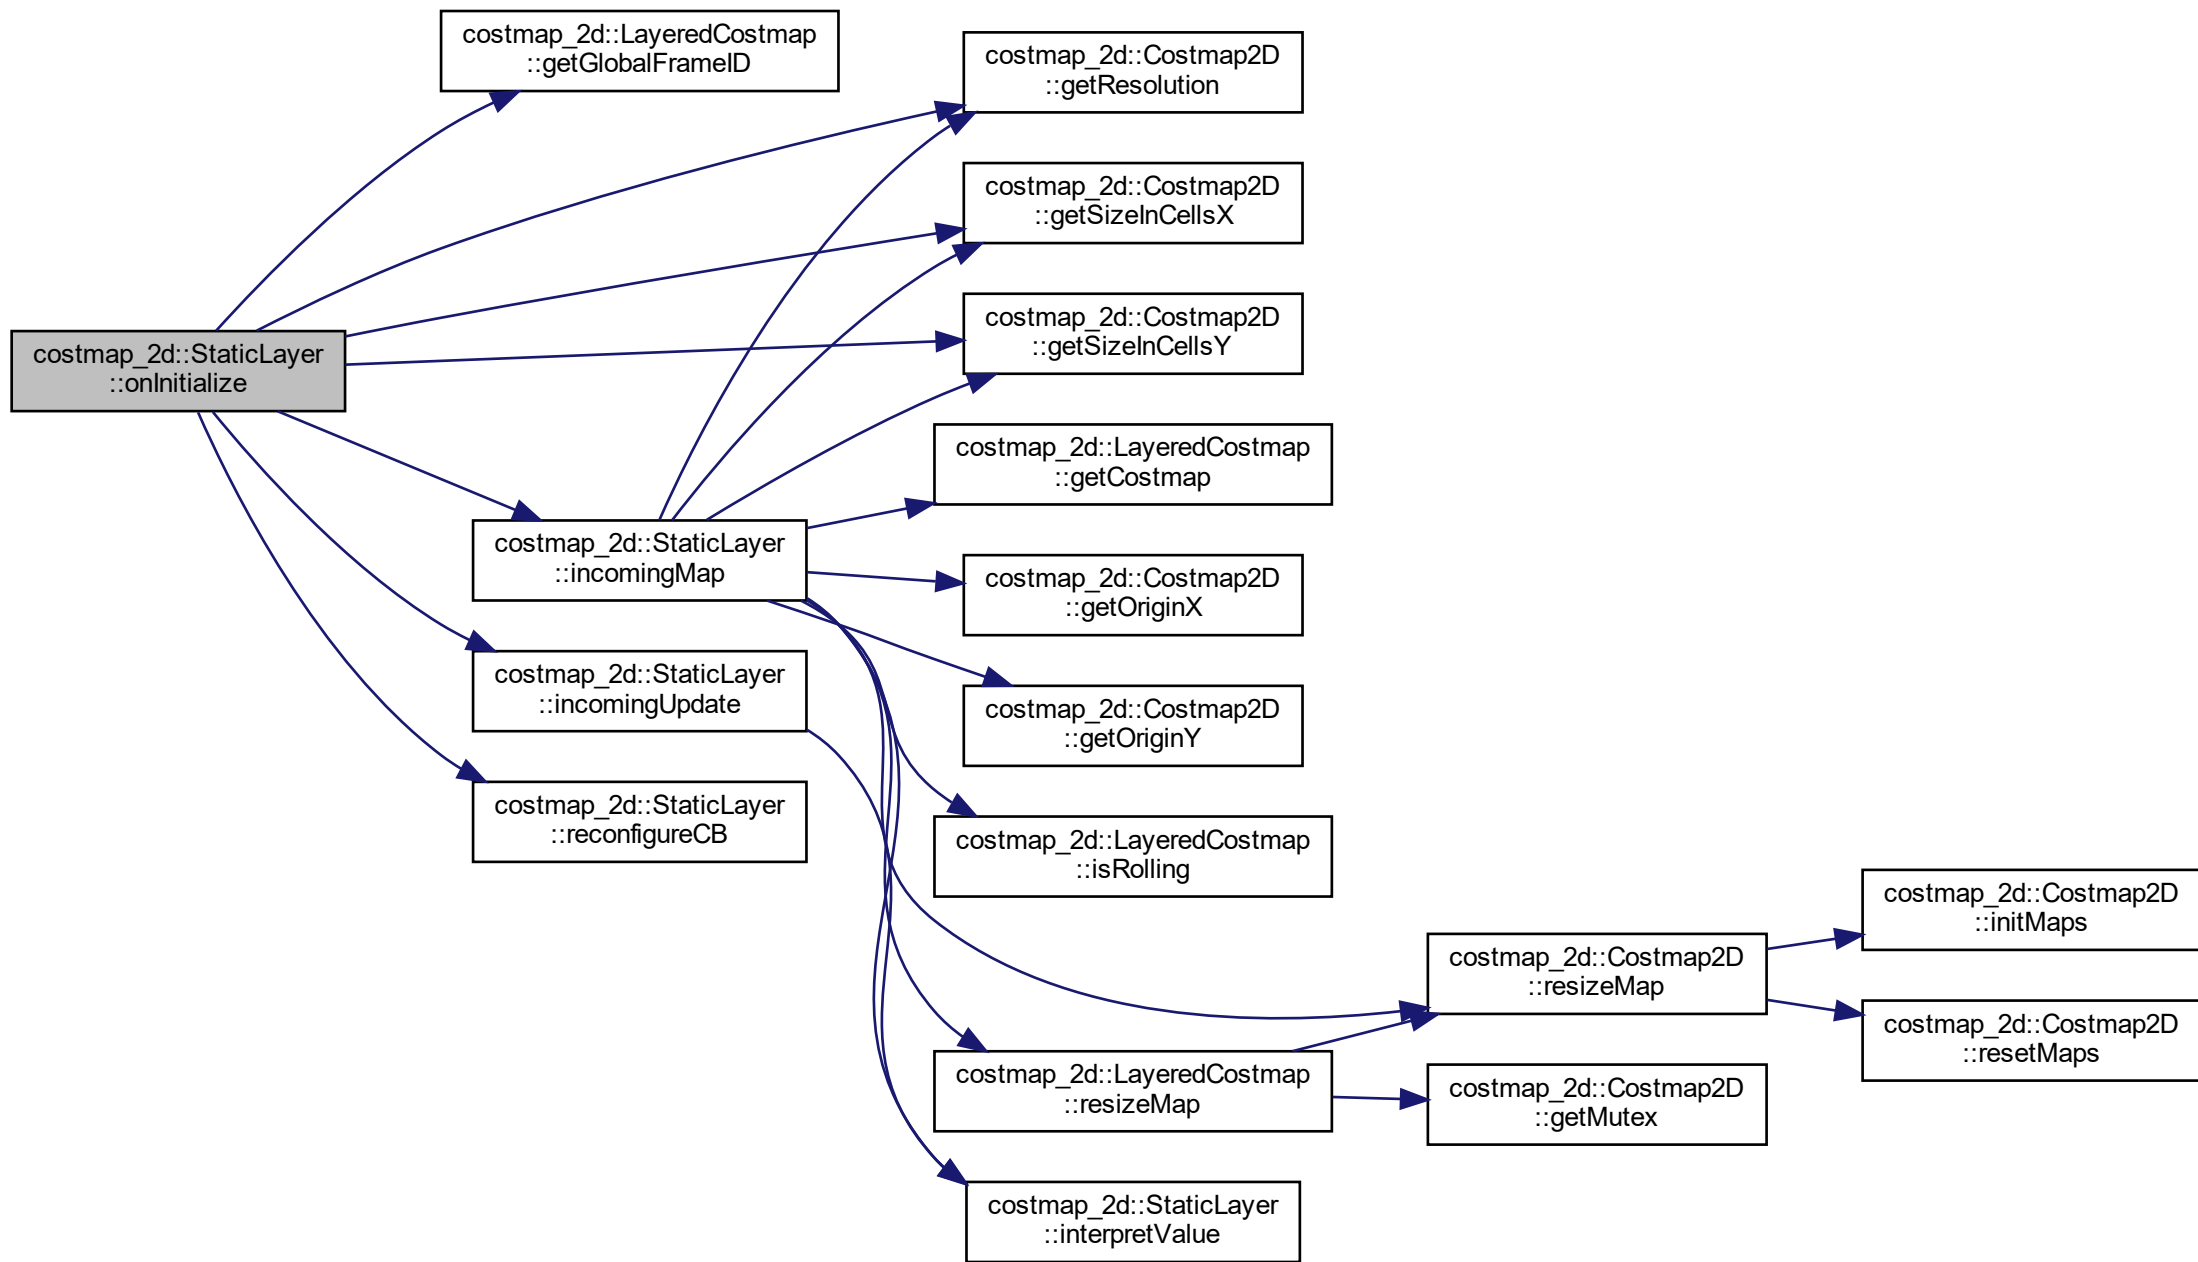 costmap_2d::LayeredCostmap
::getGlobalFrameID
costmap_2d::Costmap2D
::getResolution
costmap_2d::Costmap2D
::getSizeInCellsX
costmap_2d::Costmap2D
::getSizeInCellsY
costmap_2d::StaticLayer
::onInitialize
costmap_2d::LayeredCostmap
::getCostmap
costmap_2d::StaticLayer
::incomingMap
costmap_2d::Costmap2D
::getOriginX
costmap_2d::StaticLayer
::incomingUpdate
costmap_2d::Costmap2D
::getOriginY
costmap_2d::StaticLayer
::reconfigureCB
costmap_2d::LayeredCostmap
::isRolling
costmap_2d::Costmap2D
::initMaps
costmap_2d::Costmap2D
::resizeMap
costmap_2d::Costmap2D
::resetMaps
costmap_2d::LayeredCostmap
::resizeMap
costmap_2d::Costmap2D
::getMutex
costmap_2d::StaticLayer
::interpretValue